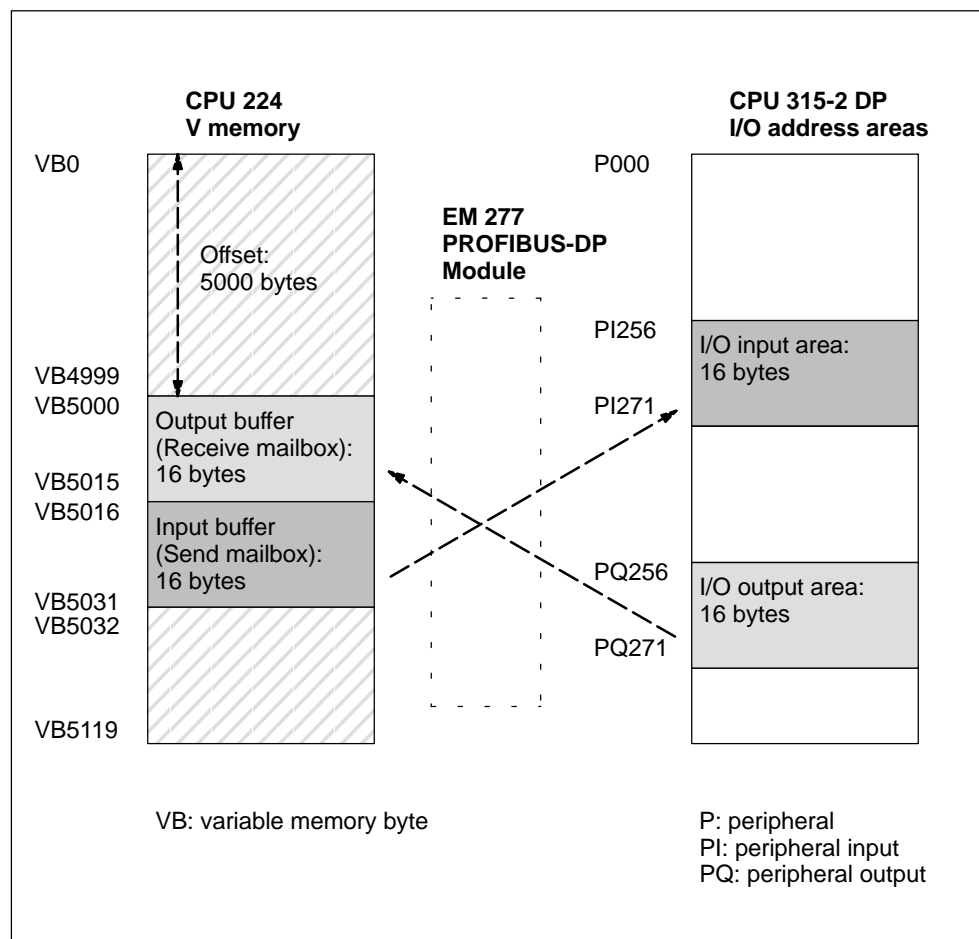 CPU 224
V memory
CPU 315-2 DP
I/O address areas
VB0
P000
EM 277
PROFIBUS-DP
Module
Offset:
5000 bytes
PI256
I/O input area:
16 bytes
VB4999
VB5000
PI271
Output buffer
(Receive mailbox):
16 bytes
VB5015
VB5016
Input buffer
(Send mailbox):
16 bytes
PQ256
I/O output area:
16 bytes
VB5031
VB5032
PQ271
VB5119
VB: variable memory byte
P: peripheral
PI: peripheral input
PQ: peripheral output